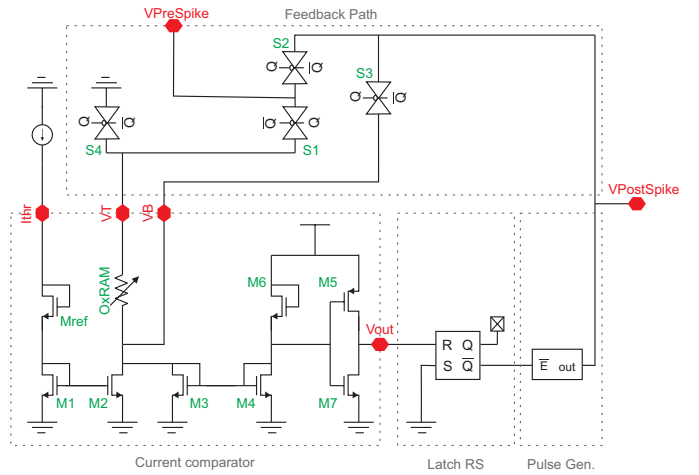 VPreSpike
Feedback Path
S2
Q
Q̅
S3
Q
Q̅
Q
Q̅
Q̅
Q
S4
S1
Ithr
VT
VB
VPostSpike
M6
M5
OxRAM
Mref
Vout
R Q
S Q̅
E̅ out
M1
M2
M3
M4
M7
Current comparator
Latch RS
Pulse Gen.